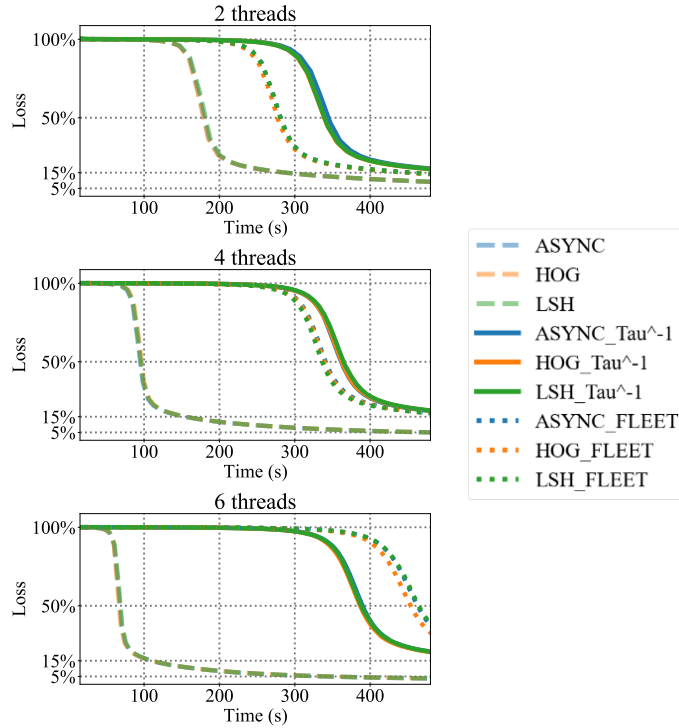 2 threads
100%
50%
15%
5%
Loss
100 200 300 400
Time (s)
4 threads
100%
50%
15%
5%
Loss
100 200 300 400
Time (s)
6 threads
100%
50%
15%
5%
Loss
100 200 300 400
Time (s)
ASYNC
HOG
LSH
ASYNC_Tau^-1
HOG_Tau^-1
LSH_Tau^-1
ASYNC_FLEET
HOG_FLEET
LSH_FLEET